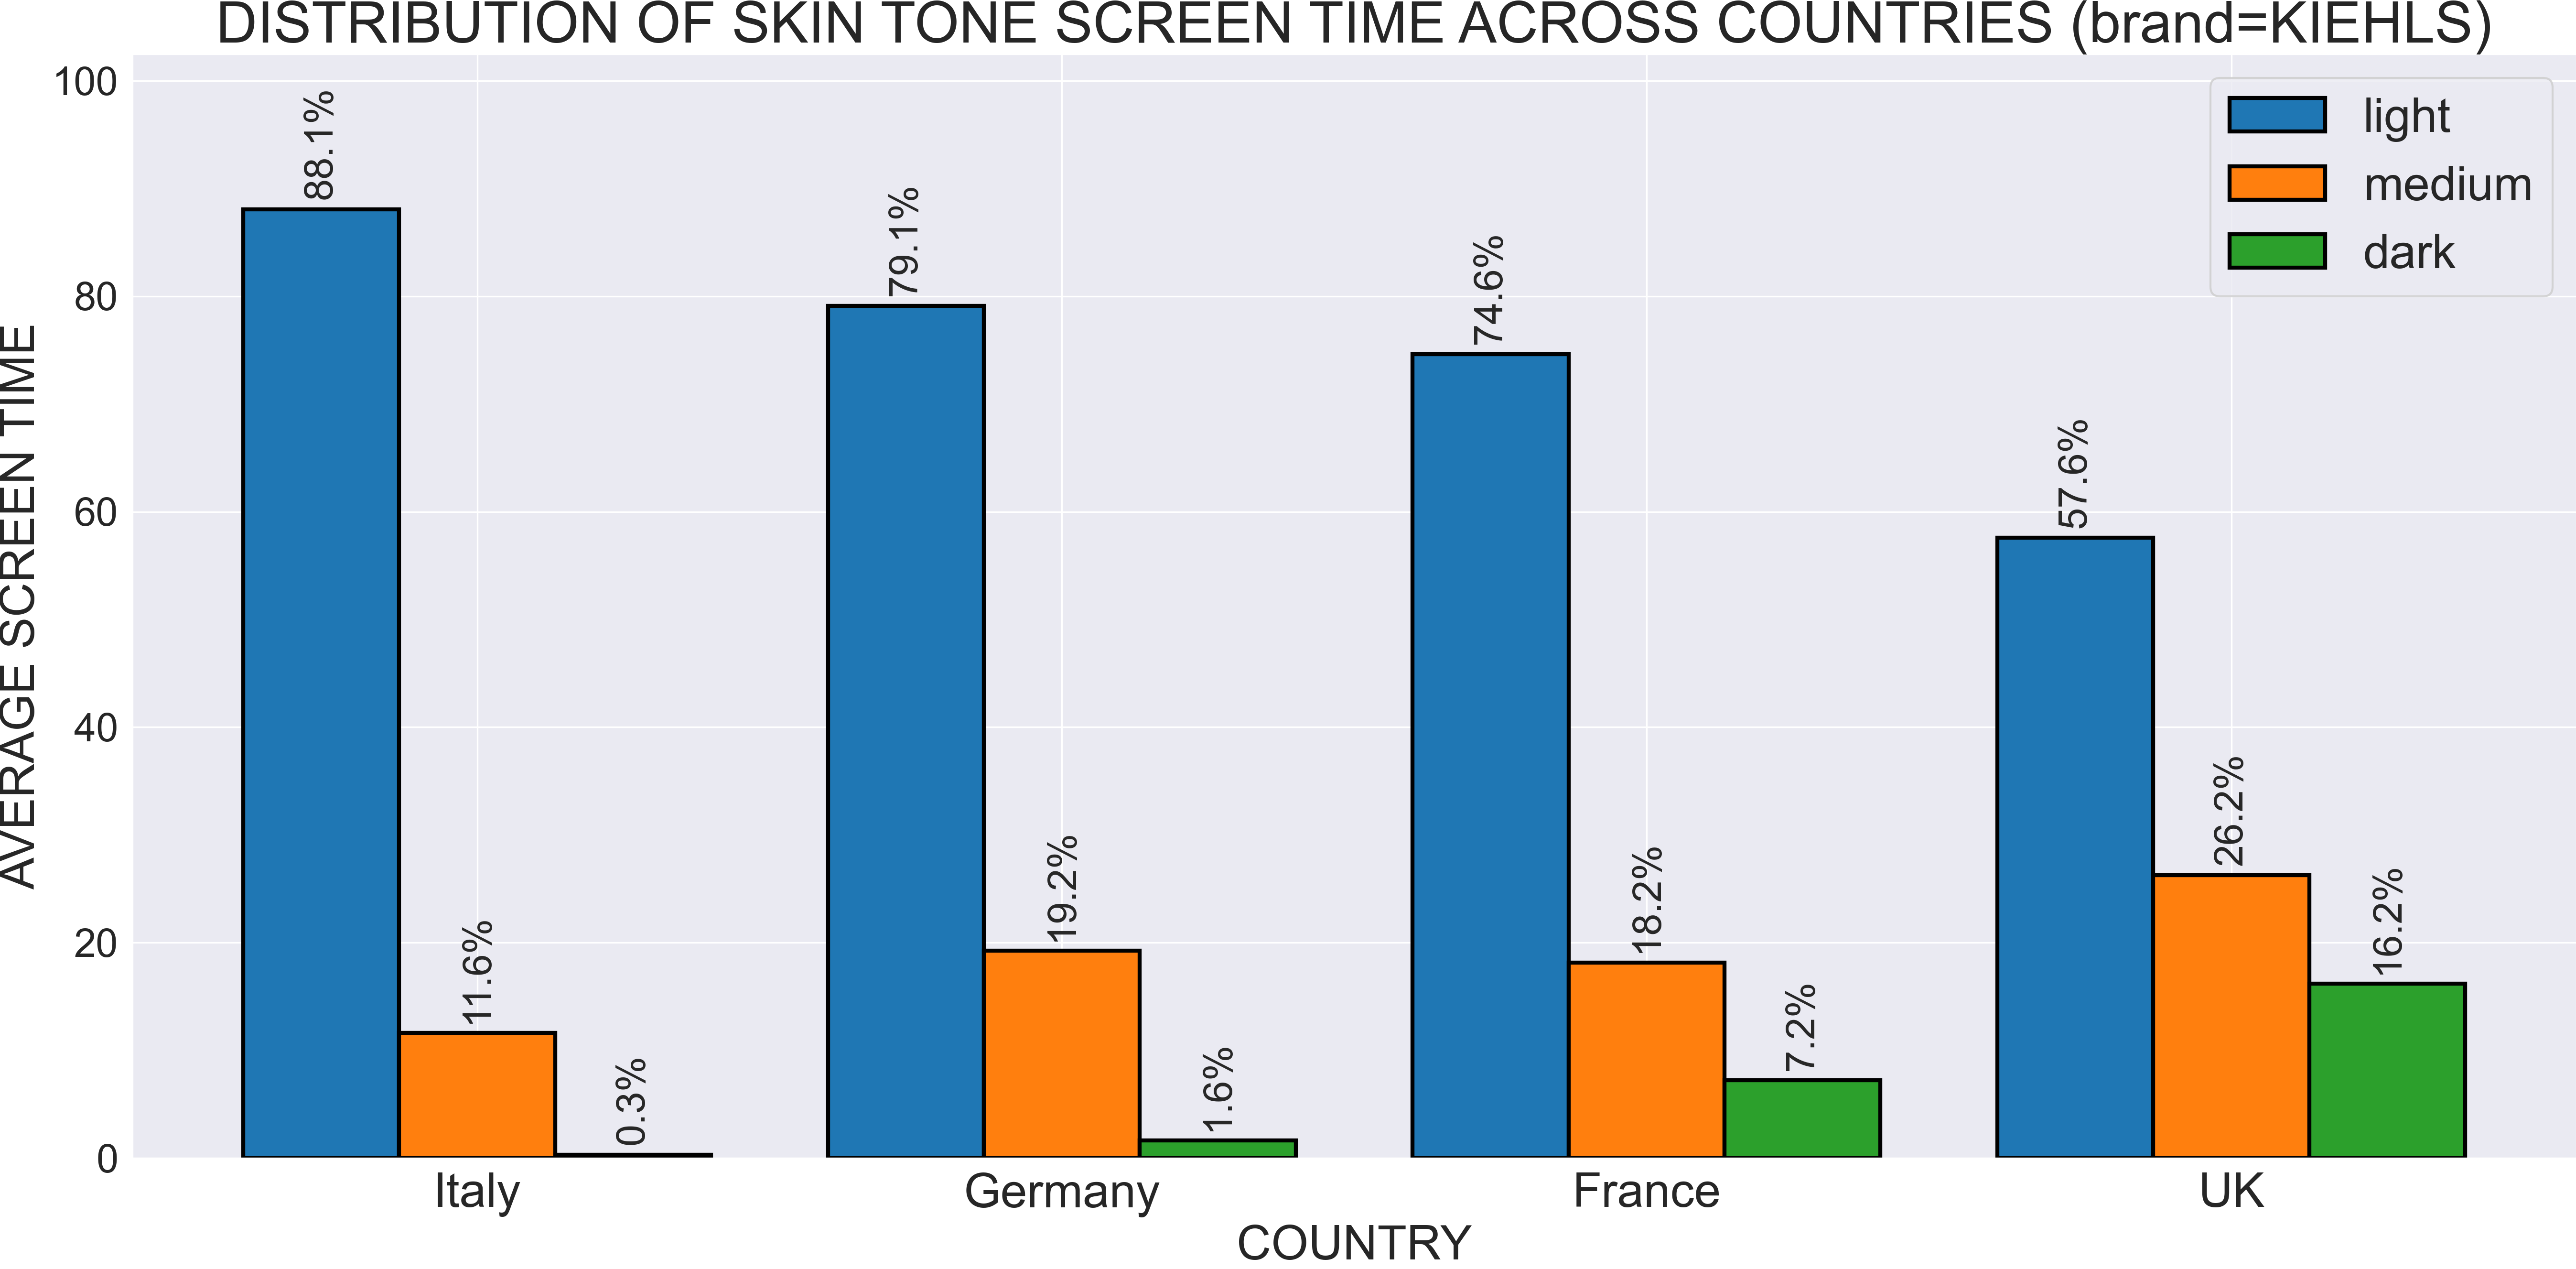 DISTRIBUTION OF SKIN TONE SCREEN TIME ACROSS COUNTRIES (brand=KIEHLS)
light
medium
dark
AVERAGE SCREEN TIME
100
80
60
40
20
0
88.1%
11.6%
0.3%
79.1%
19.2%
1.6%
74.6%
18.2%
7.2%
57.6%
26.2%
16.2%
Italy
Germany
France
UK
COUNTRY